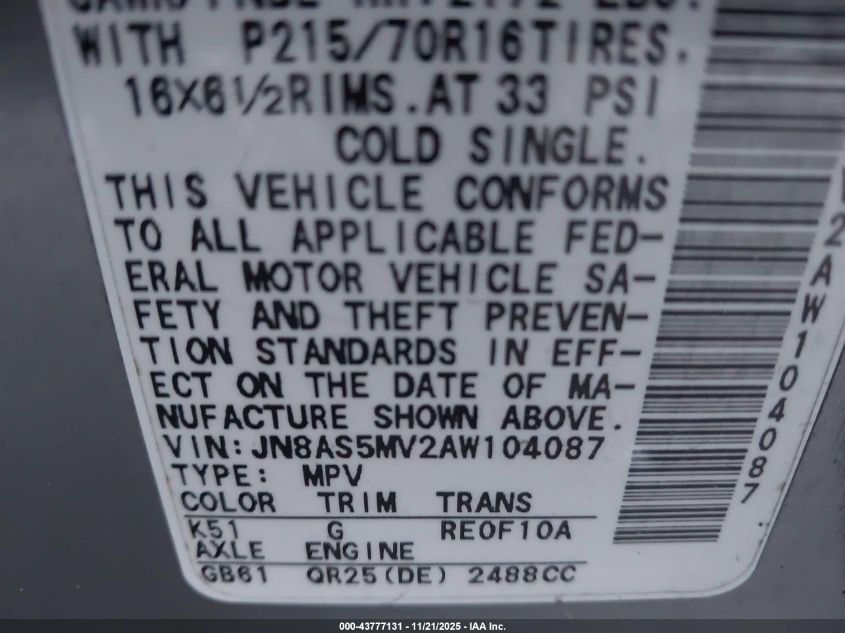 WITH P215/70R16TIRES.
16X6 1/2RIMS.AT 33 PSI
COLD SINGLE.
THIS VEHICLE CONFORMS
TO ALL APPLICABLE FED-
ERAL MOTOR VEHICLE SA-
FETY AND THEFT PREVEN-
TION STANDARDS IN EFF-
ECT ON THE DATE OF MA-
NUFACTURE SHOWN ABOVE.
VIN:JN8AS5MV2AW104087
TYPE: MPV
COLOR TRIM TRANS
K51 G RE0F10A
AXLE ENGINE
GB61 QR25(DE) 2488CC
2AW104087
000-43777131 - 11/21/2025 - IAA Inc.